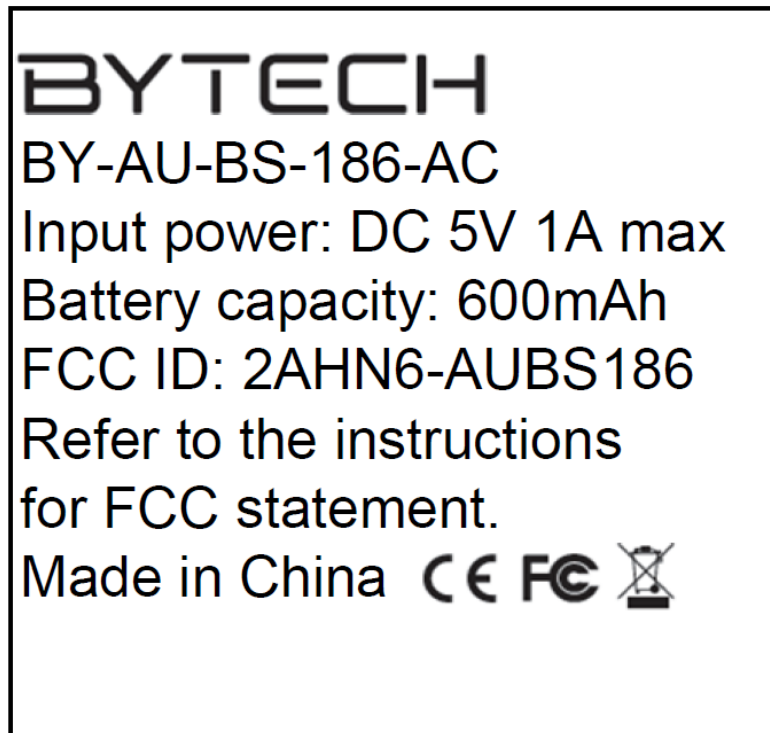 BYTECH
BY-AU-BS-186-AC
Input power: DC 5V 1A max
Battery capacity: 600mAh
FCC ID: 2AHN6-AUBS186
Refer to the instructions
for FCC statement.
Made in China CE FC